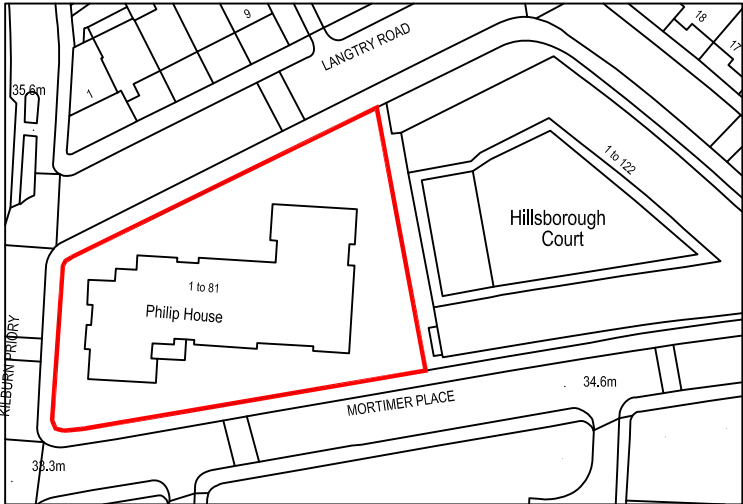 18
9
17
LANGTRY ROAD
35.6m
1
1 to 122
Hillsborough
Court
1 to 81
Philip House
KILBURN PRIORY
34.6m
MORTIMER PLACE
33.3m